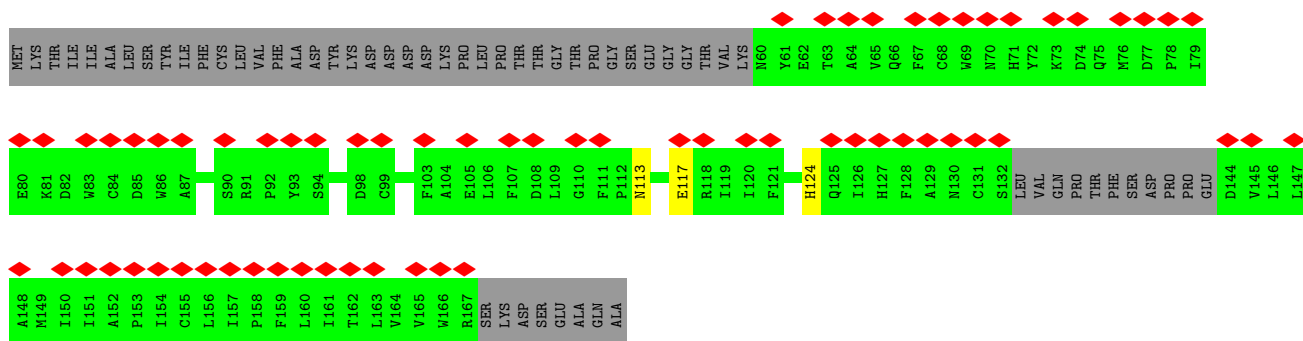 MET LYS THR ILE ILE ALA LEU SER TYR ILE PHE CYS LEU VAL PHE ALA ASP TYR LYS ASP ASP ASP ASP LYS PRO LEU PRO THR THR GLY THR PRO GLY SER GLU GLY GLY THR VAL LYS N60 Y61 E62 T63 A64 V65 Q66 F67 C68 W69 N70 H71 Y72 K73 D74 Q75 M76 D77 P78 I79
E80 K81 D82 W83 C84 D85 W86 A87 S90 R91 P92 Y93 S94 D98 C99 F103 A104 E105 L106 F107 D108 L109 G110 F111 P112 N113 E117 R118 I119 I120 F121 H124 Q125 I126 H127 F128 A129 N130 C131 S132 LEU VAL GLN PRO THR PHE SER ASP PRO PRO GLU D144 V145 L146 L147
A148 M149 I150 I151 A152 P153 I154 C155 L156 I157 P158 F159 L160 I161 T162 L163 V164 V165 W166 R167 SER LYS ASP SER GLU ALA GLN ALA